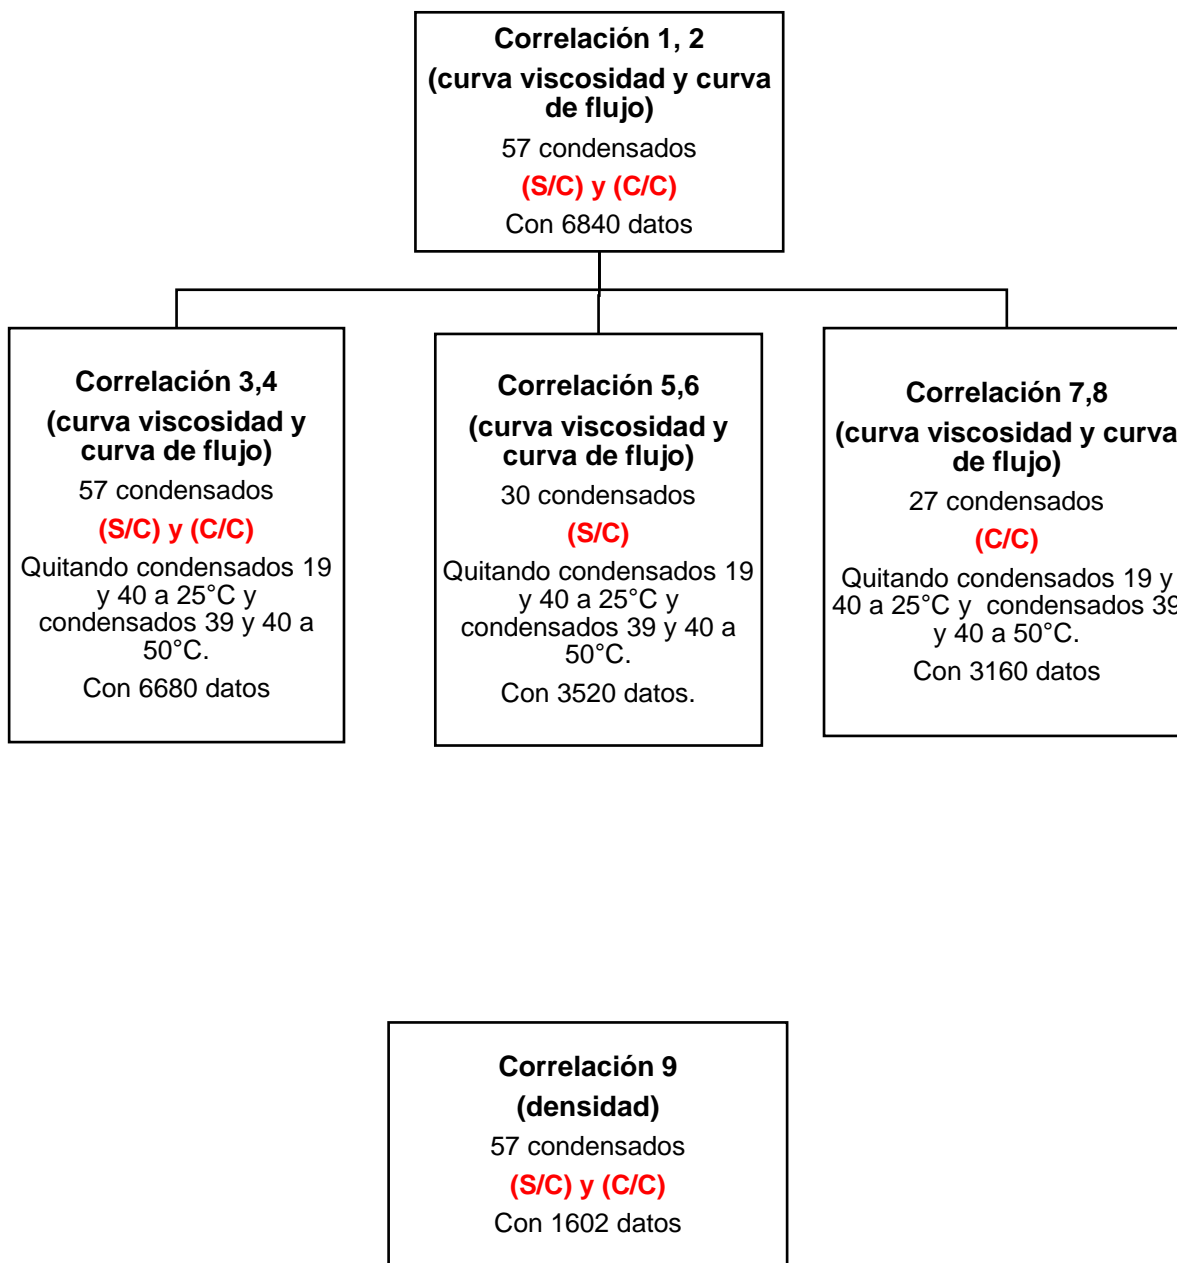 Correlación 1, 2
(curva viscosidad y curva
de flujo)
57 condensados
(S/C) y (C/C)
Con 6840 datos
Correlación 3,4
(curva viscosidad y
curva de flujo)
57 condensados
(S/C) y (C/C)
Quitando condensados 19
y 40 a 25°C y
condensados 39 y 40 a
50°C.
Con 6680 datos
Correlación 5,6
(curva viscosidad y
curva de flujo)
30 condensados
(S/C)
Quitando condensados 19
y 40 a 25°C y
condensados 39 y 40 a
50°C.
Con 3520 datos.
Correlación 7,8
(curva viscosidad y curva
de flujo)
27 condensados
(C/C)
Quitando condensados 19 y
40 a 25°C y  condensados 39
y 40 a 50°C.
Con 3160 datos
Correlación 9
(densidad)
57 condensados
(S/C) y (C/C)
Con 1602 datos